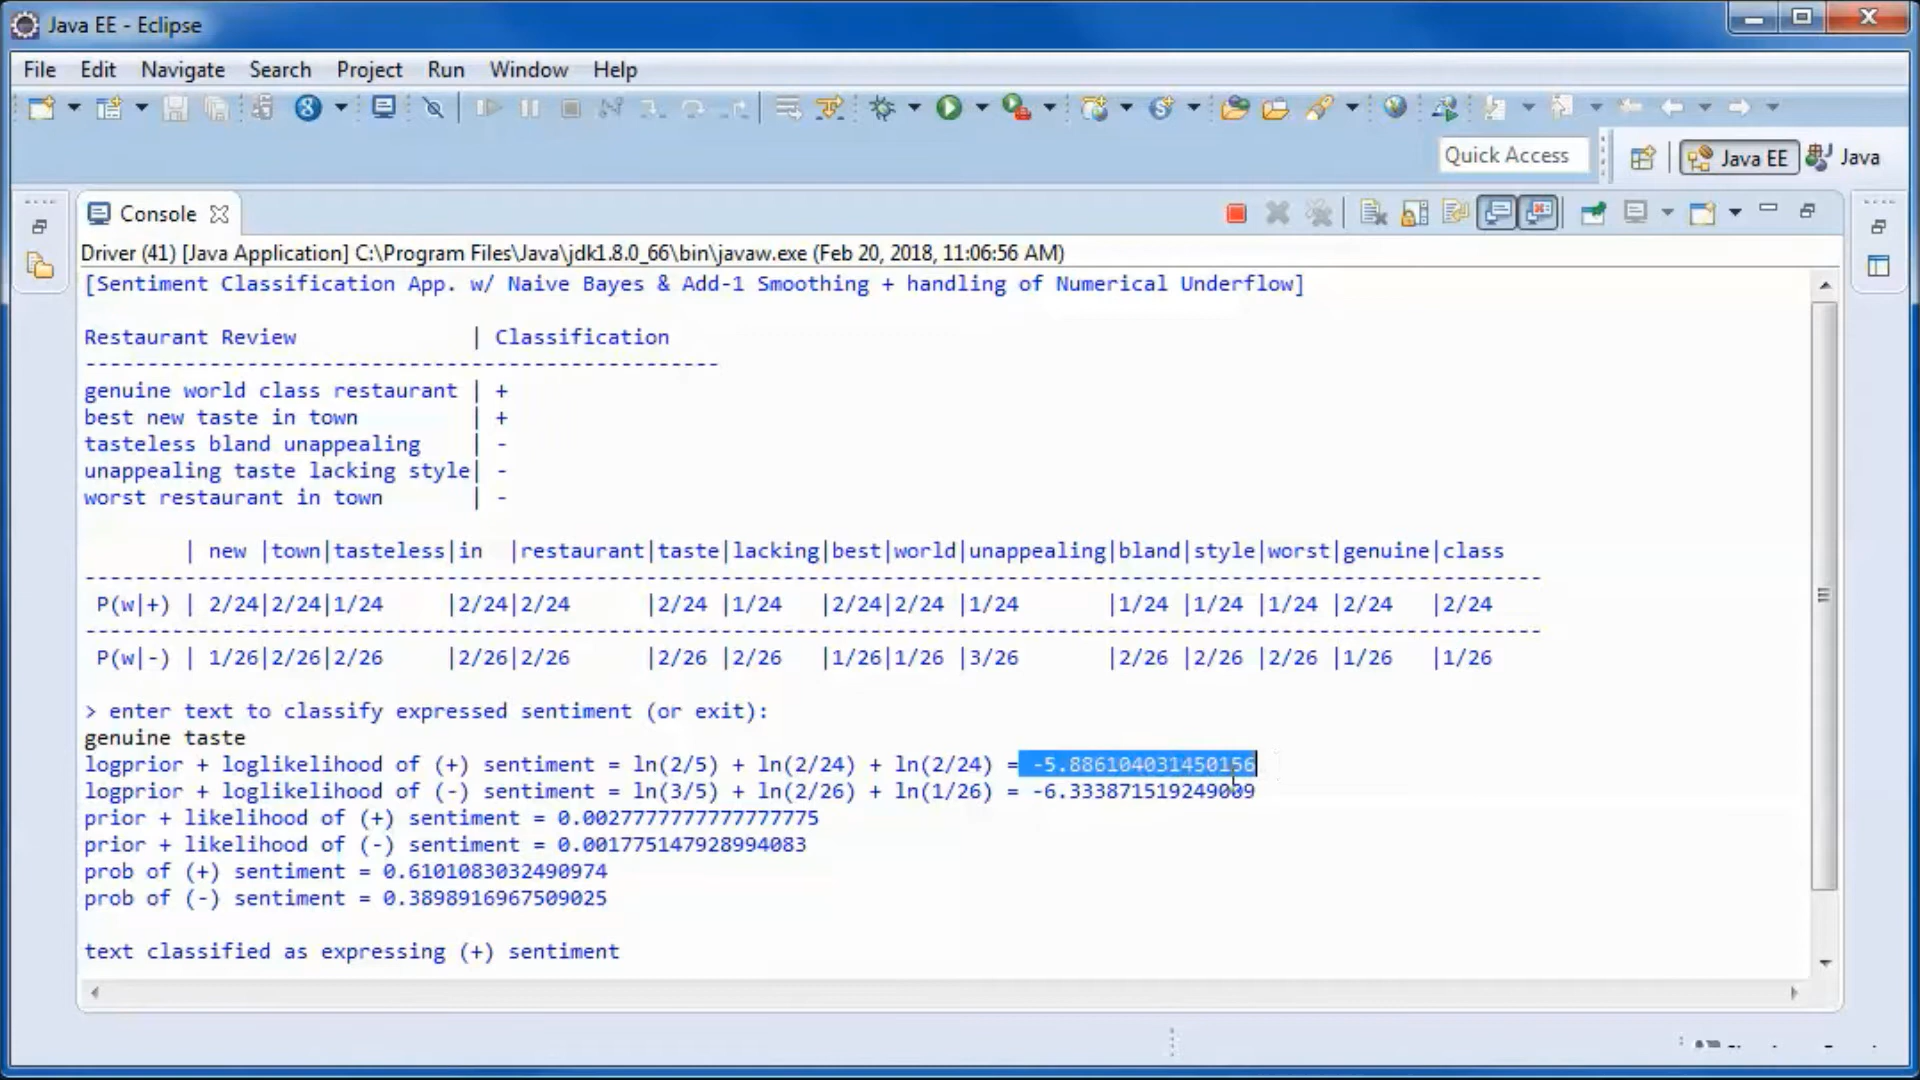 Java EE - Eclipse
File Edit Navigate Search Project Run Window Help
Quick Access
Java EE
Java
Console
Driver (41) [Java Application] C:\Program Files\Java\jdk1.8.0_66\bin\javaw.exe (Feb 20, 2018, 11:06:56 AM)
[Sentiment Classification App. w/ Naive Bayes & Add-1 Smoothing + handling of Numerical Underflow]
Restaurant Review | Classification
---------------------------------------------------
genuine world class restaurant | +
best new taste in town | +
tasteless bland unappealing | -
unappealing taste lacking style| -
worst restaurant in town | -
| new |town|tasteless|in |restaurant|taste|lacking|best|world|unappealing|bland|style|worst|genuine|class
---------------------------------------------------------------------------------------------------------------------
P(w|+) | 2/24|2/24|1/24 |2/24|2/24 |2/24 |1/24 |2/24|2/24 |1/24 |1/24 |1/24 |1/24 |2/24 |2/24
---------------------------------------------------------------------------------------------------------------------
P(w|-) | 1/26|2/26|2/26 |2/26|2/26 |2/26 |2/26 |1/26|1/26 |3/26 |2/26 |2/26 |2/26 |1/26 |1/26
> enter text to classify expressed sentiment (or exit):
genuine taste
logprior + loglikelihood of (+) sentiment = ln(2/5) + ln(2/24) + ln(2/24) = -5.886104031450156
logprior + loglikelihood of (-) sentiment = ln(3/5) + ln(2/26) + ln(1/26) = -6.333871519249009
prior + likelihood of (+) sentiment = 0.0027777777777777775
prior + likelihood of (-) sentiment = 0.001775147928994083
prob of (+) sentiment = 0.6101083032490974
prob of (-) sentiment = 0.3898916967509025
text classified as expressing (+) sentiment